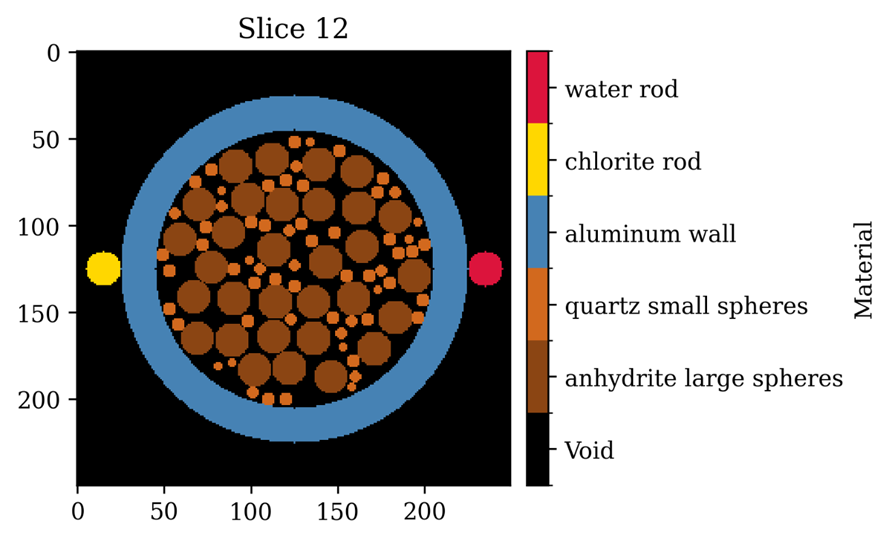 Slice 12
0
50
100
150
200
0 50 100 150 200
water rod
chlorite rod
aluminum wall
quartz small spheres
anhydrite large spheres
Void
Material